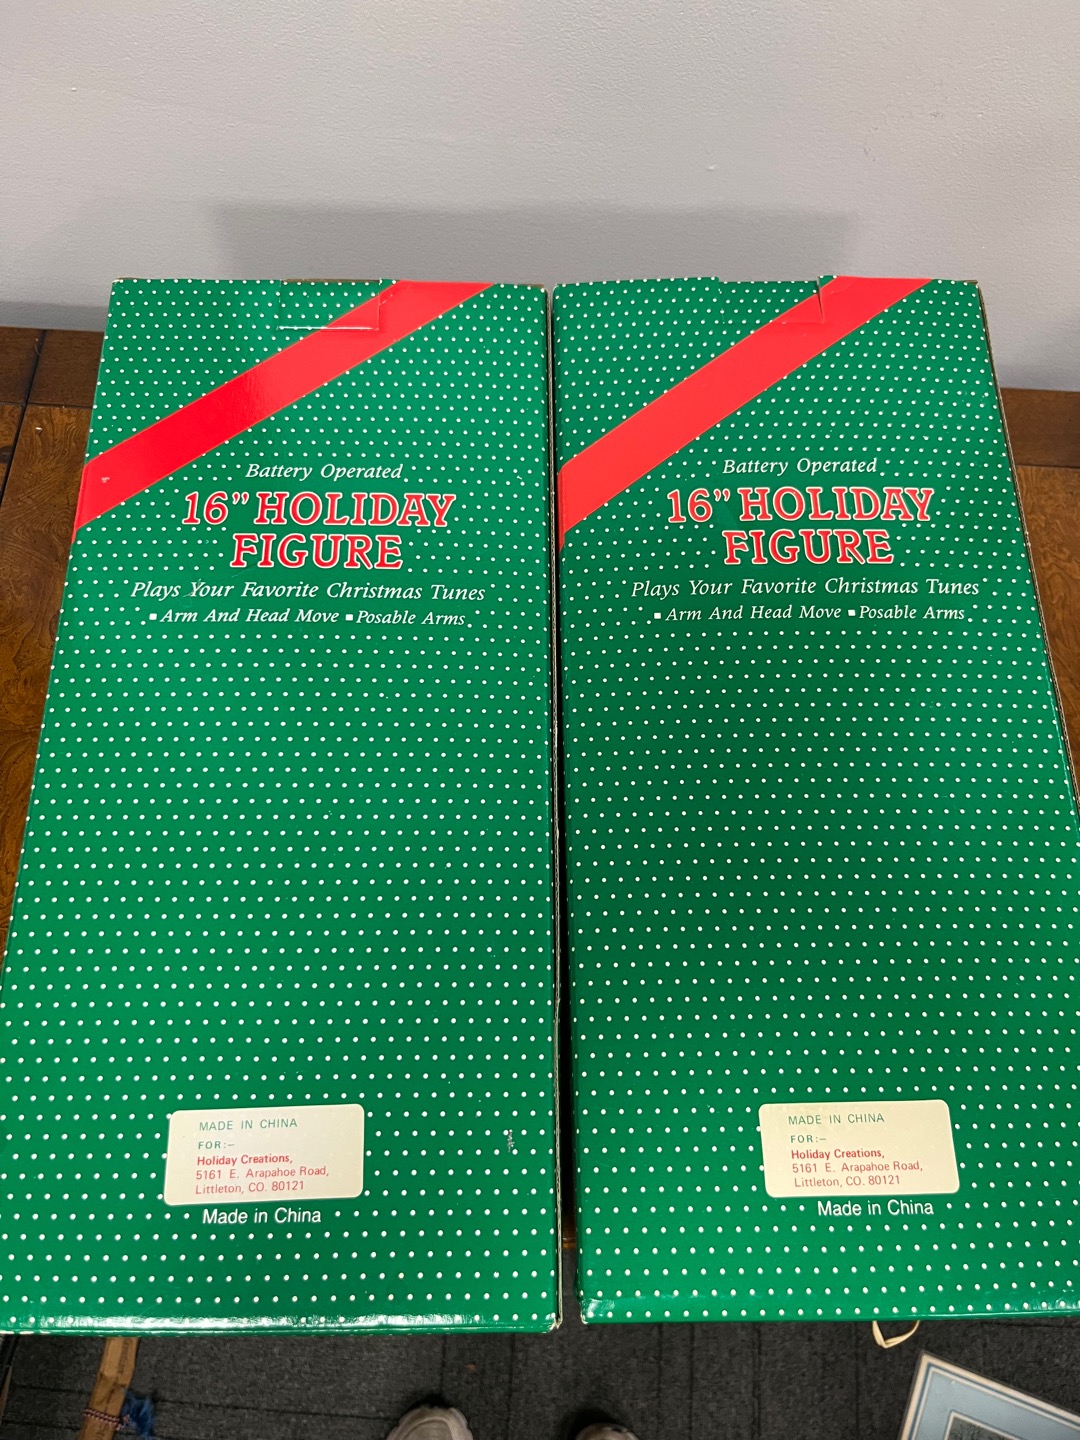 Battery Operated
16" HOLIDAY
FIGURE
Plays Your Favorite Christmas Tunes
▪ Arm And Head Move ▪ Posable Arms
MADE IN CHINA
FOR:–
Holiday Creations,
5161 E. Arapahoe Road,
Littleton, CO. 80121
Made in China
Battery Operated
16" HOLIDAY
FIGURE
Plays Your Favorite Christmas Tunes
▪ Arm And Head Move ▪ Posable Arms
MADE IN CHINA
FOR:–
Holiday Creations,
5161 E. Arapahoe Road,
Littleton, CO. 80121
Made in China